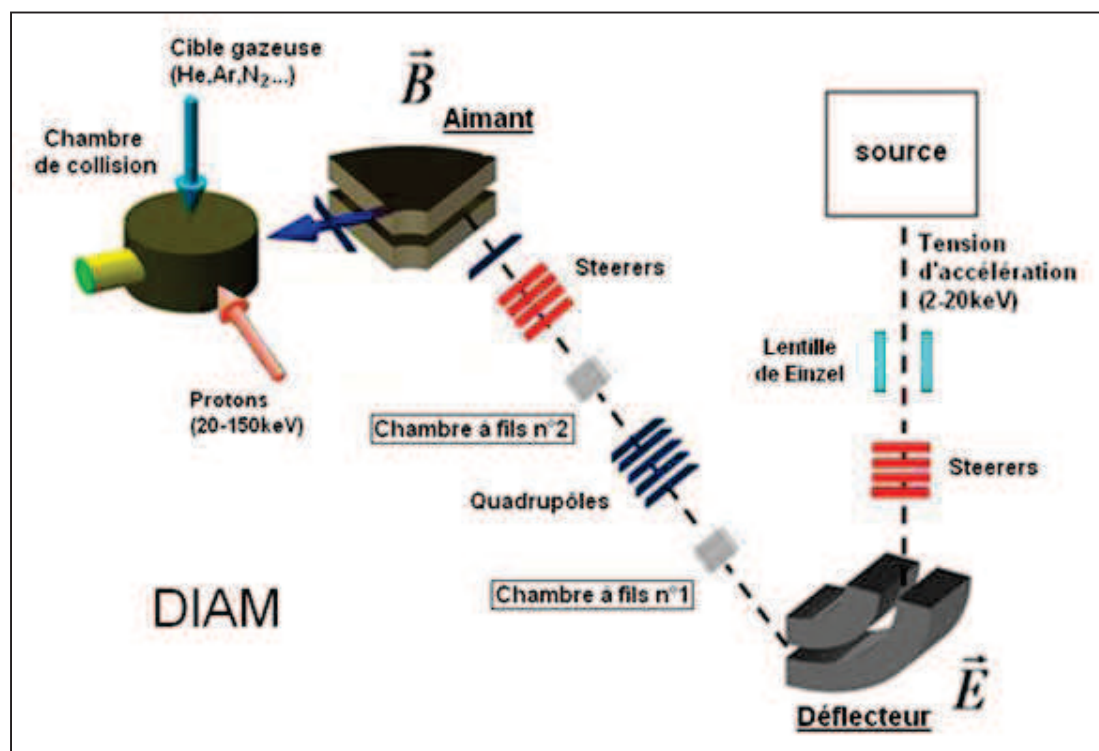 Cible gazeuse
(He,Ar,N₂...)
B
Aimant
Chambre
de collision
source
Steerers
Tension
d'accélération
(2-20keV)
Lentille
de Einzel
Protons
(20-150keV)
Chambre à fils n°2
Steerers
Quadrupôles
Chambre à fils n°1
DIAM
E
Déflecteur